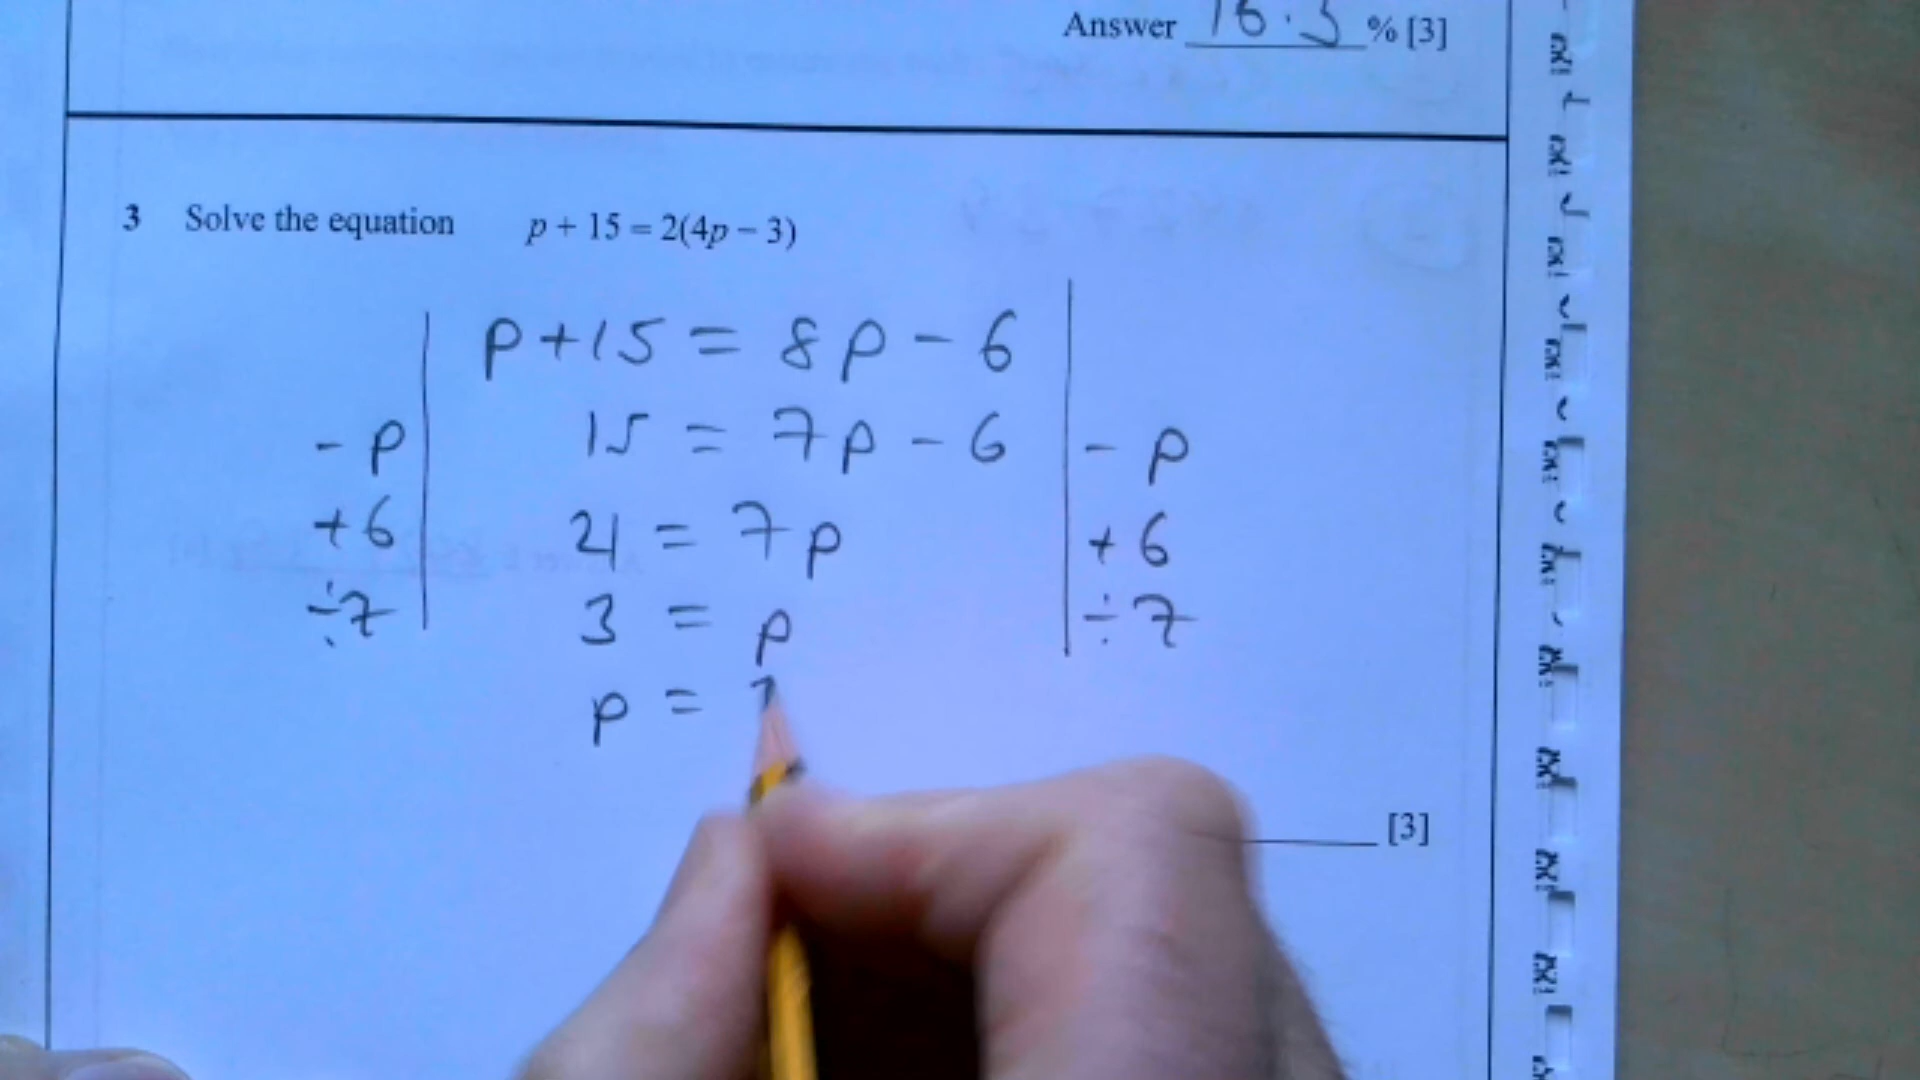 Answer 16.5 % [3]
3 Solve the equation p + 15 = 2(4p – 3)
p + 15 = 8p - 6
- p 15 = 7p - 6 - p
+6 21 = 7p +6
÷7 3 = p ÷7
p =
[3]